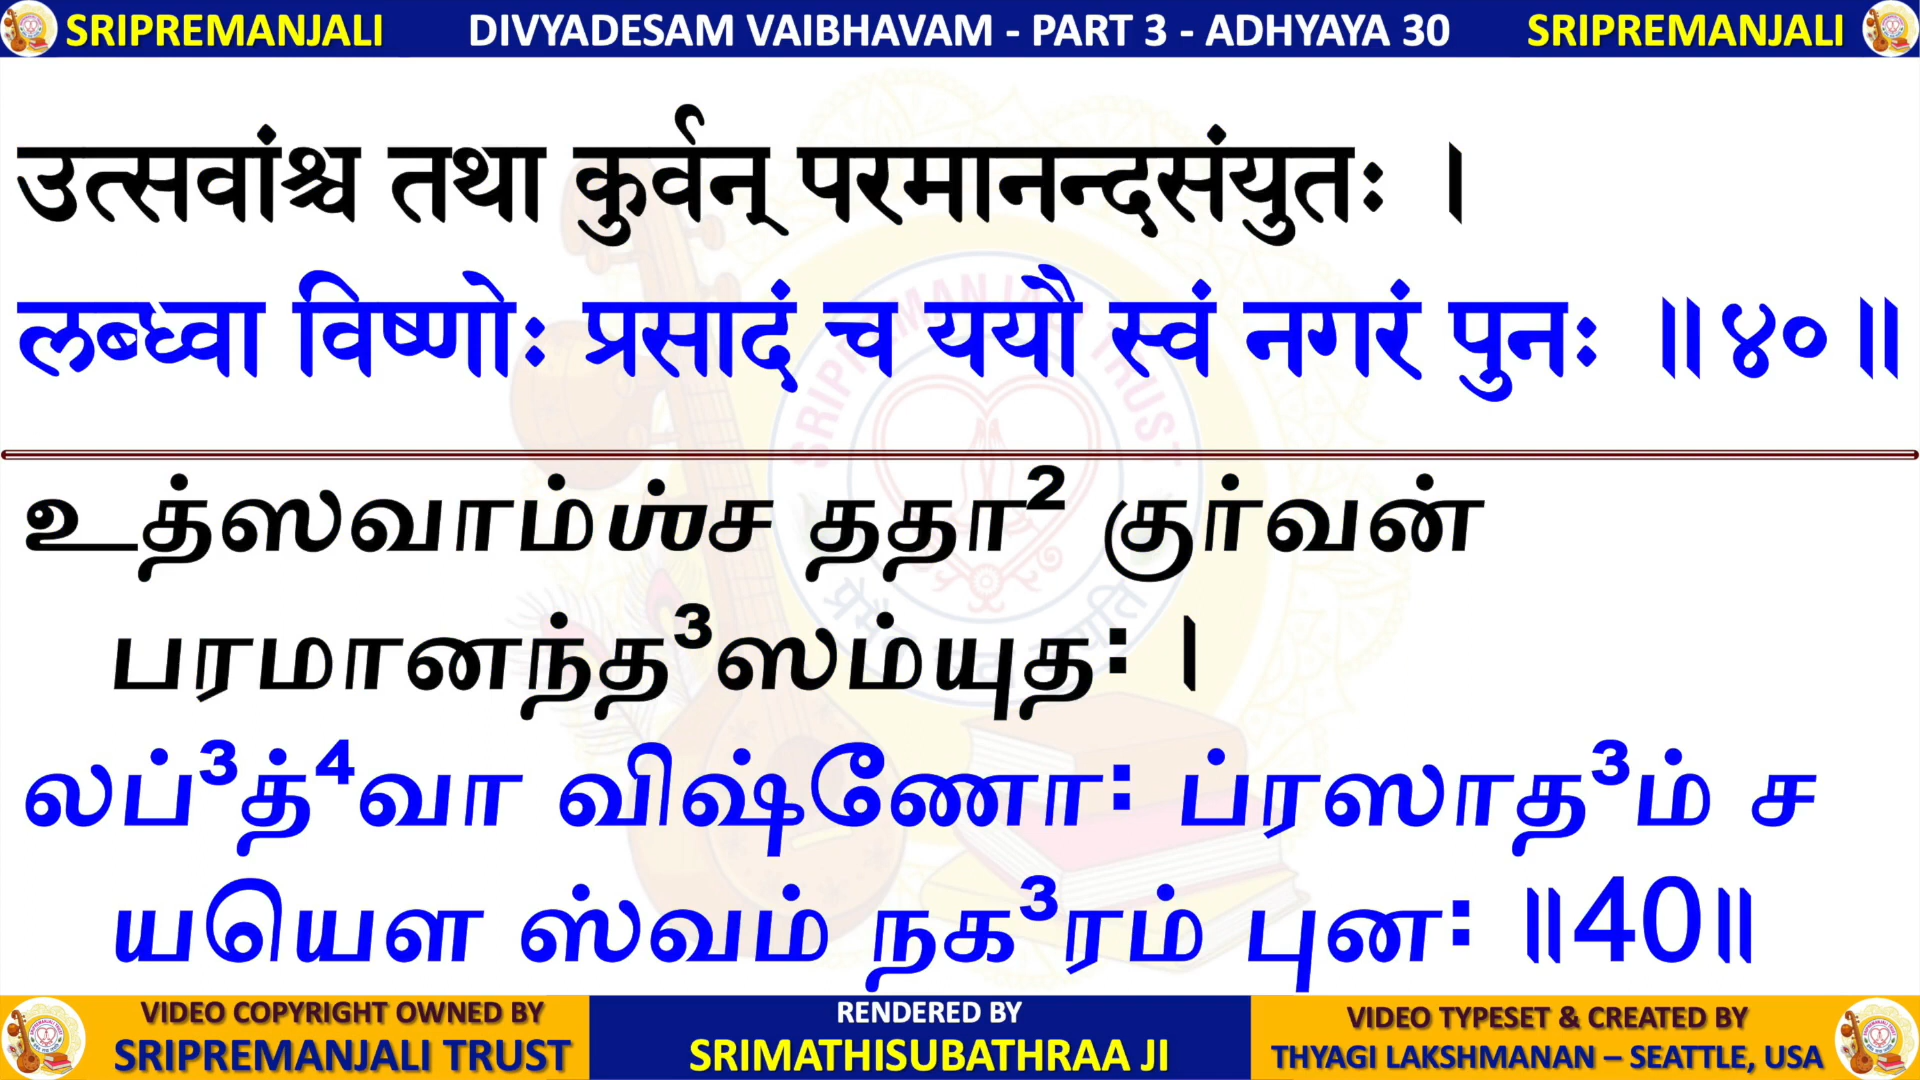 SRIPREMANJALI DIVYADESAM VAIBHAVAM - PART 3 - ADHYAYA 30 SRIPREMANJALI
उत्सवांश्च तथा कुर्वन् परमानन्दसंयुतः ।
लब्ध्वा विष्णोः प्रसादं च ययौ स्वं नगरं पुनः ॥४०॥
உத்ஸவாம்ஶ்ச ததா² குர்வன்
பரமானந்த³ஸம்யுத꞉ ।
லப்³த்⁴வா விஷ்ணோ꞉ ப்ரஸாத³ம் ச
யயௌ ஸ்வம் நக³ரம் புன꞉ ॥40॥
VIDEO COPYRIGHT OWNED BY
SRIPREMANJALI TRUST
RENDERED BY
SRIMATHISUBATHRAA JI
VIDEO TYPESET & CREATED BY
THYAGI LAKSHMANAN – SEATTLE, USA